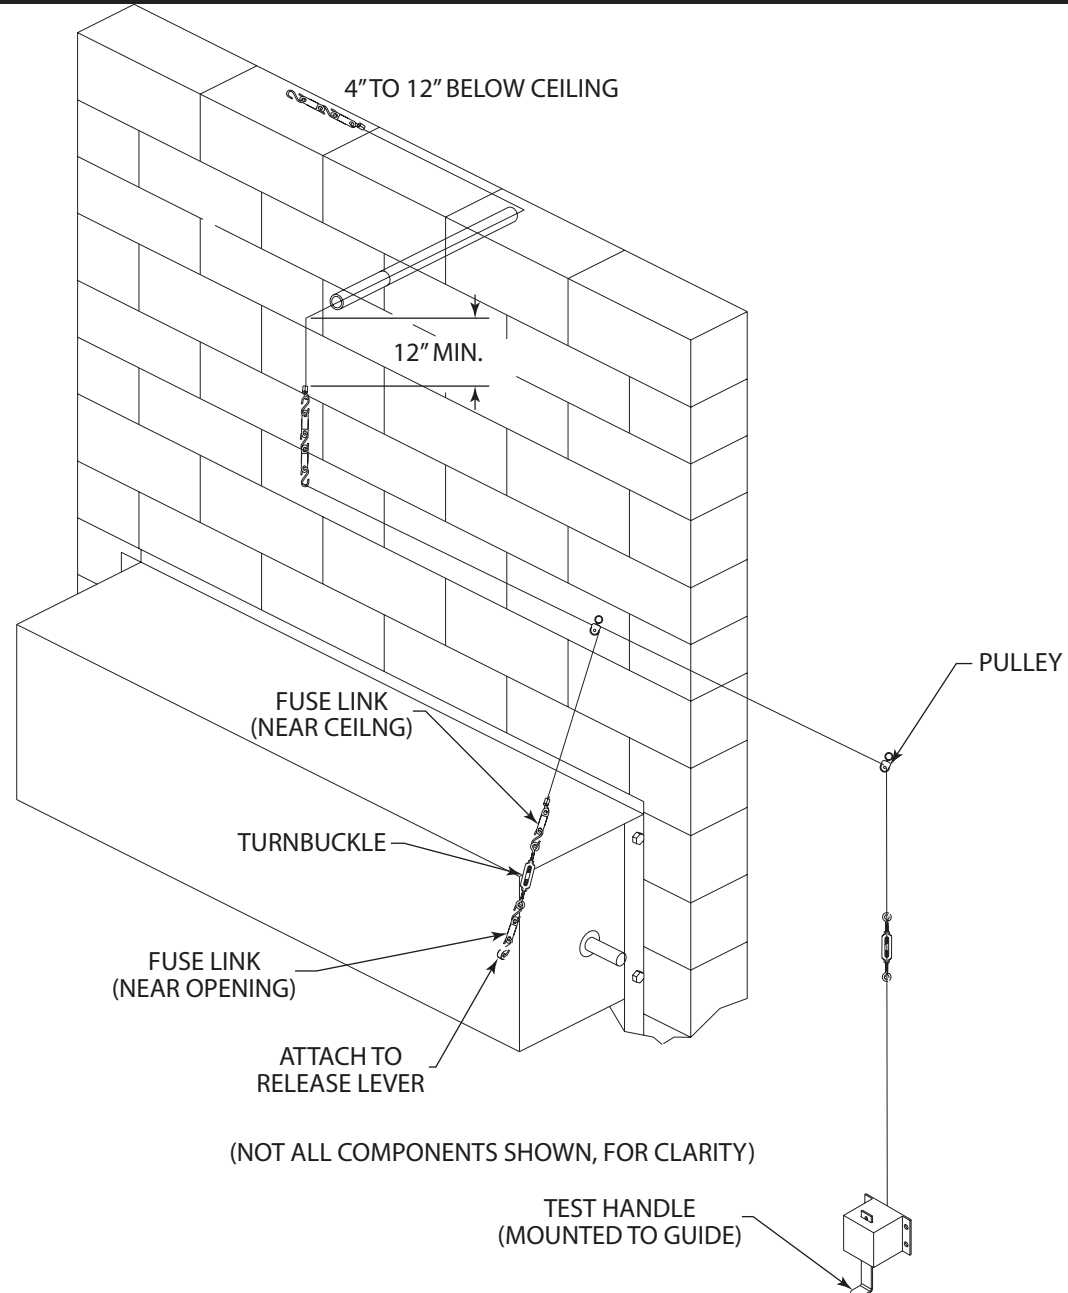 4” TO 12” BELOW CEILING
12” MIN.
PULLEY
FUSE LINK
(NEAR CEILNG)
TURNBUCKLE
FUSE LINK
(NEAR OPENING)
ATTACH TO
RELEASE LEVER
(NOT ALL COMPONENTS SHOWN, FOR CLARITY)
TEST HANDLE
(MOUNTED TO GUIDE)